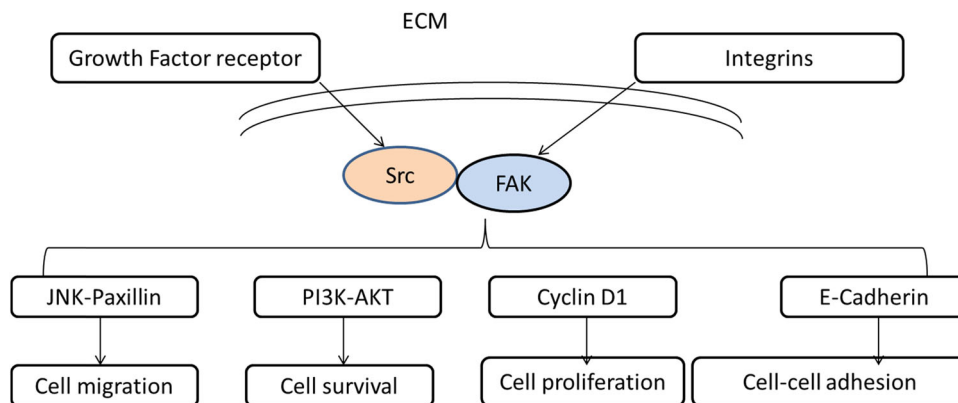 ECM
Growth Factor receptor
Integrins
Src
FAK
JNK-Paxillin
PI3K-AKT
Cyclin D1
E-Cadherin
Cell migration
Cell survival
Cell proliferation
Cell-cell adhesion